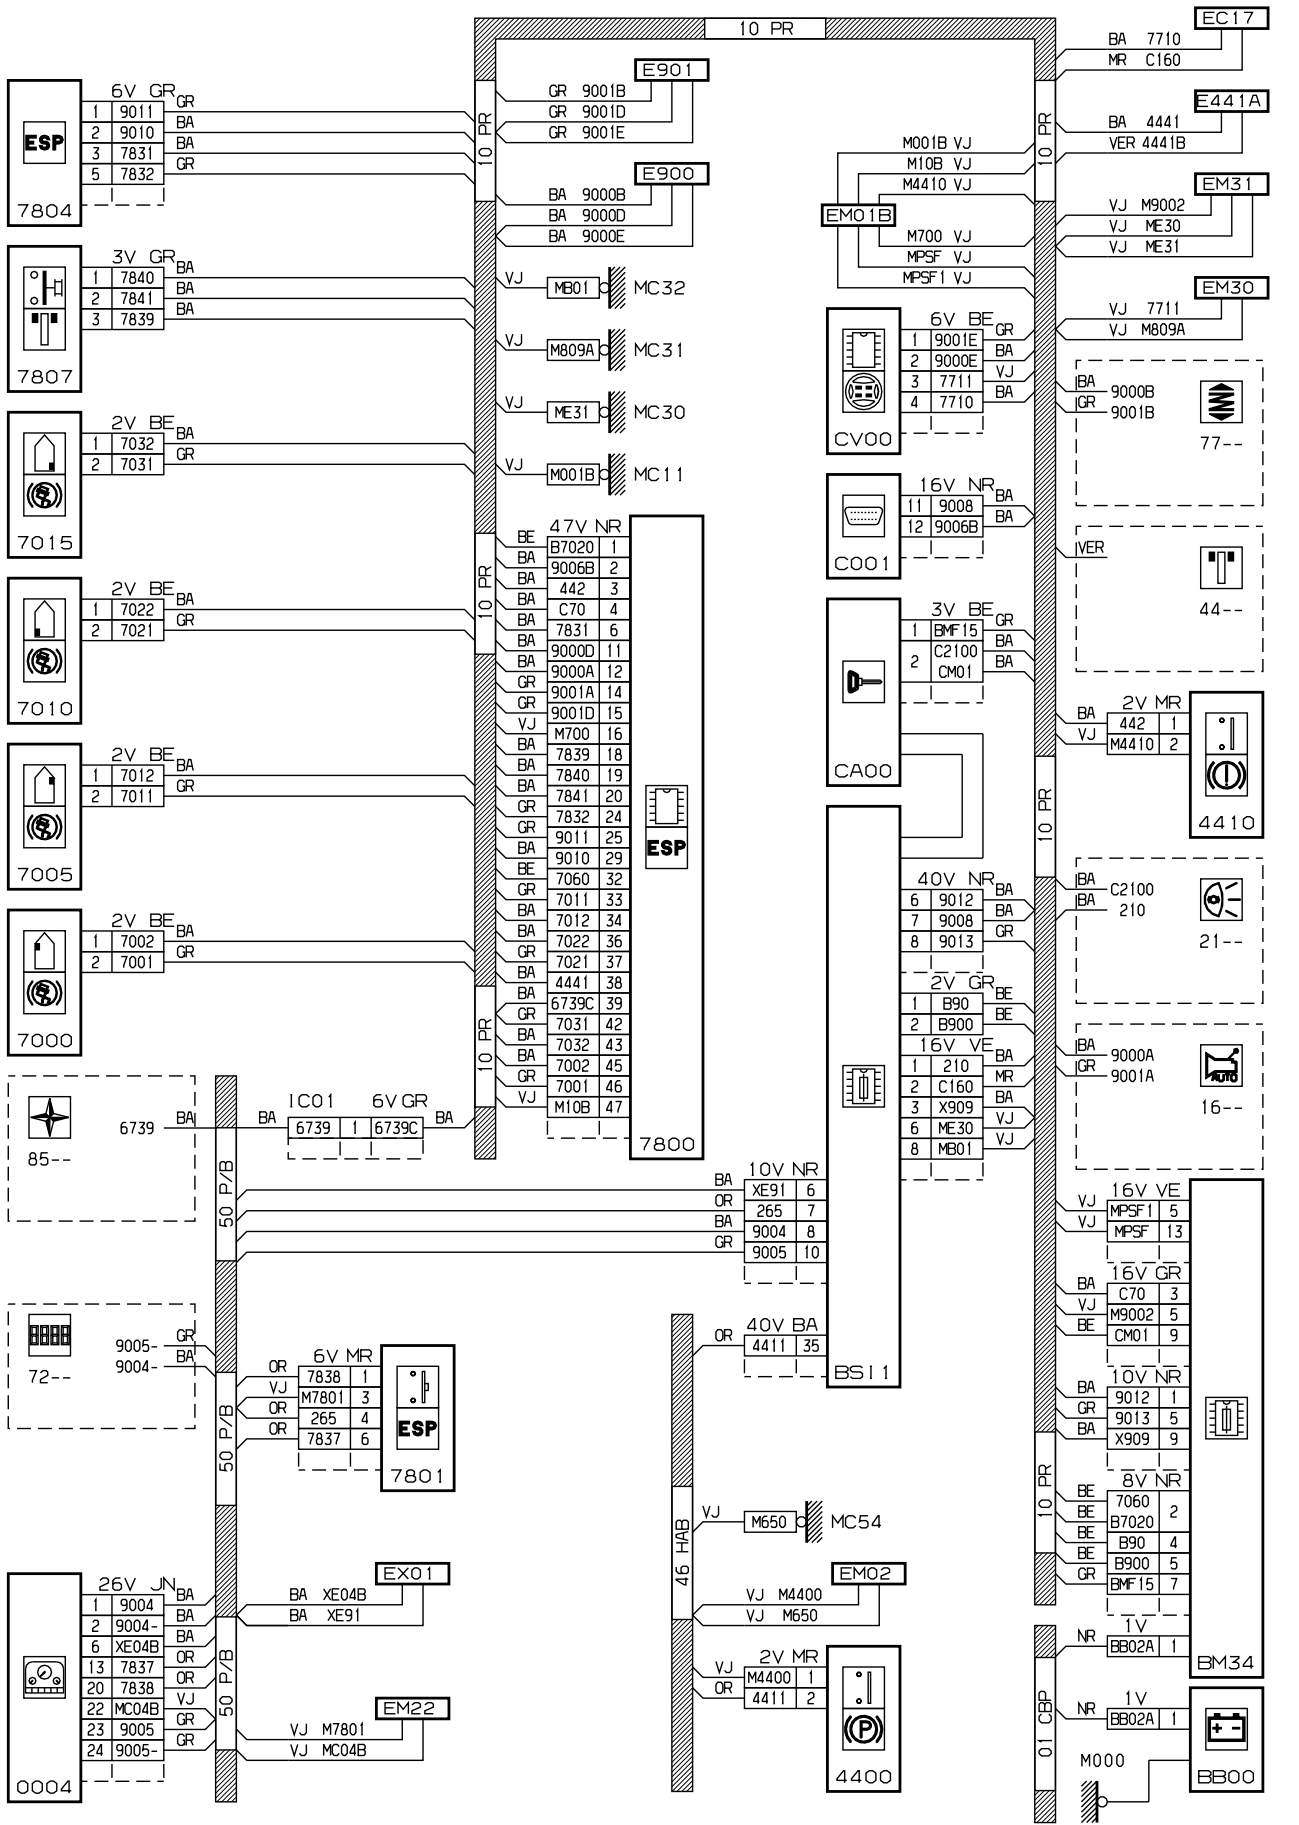 10 PR
EC17
BA 7710
MR C160
E441A
BA 4441
VER 4441B
EM31
VJ M9002
VJ ME30
VJ ME31
EM30
VJ 7711
VJ M809A
10 PR
E901
GR 9001B
GR 9001D
GR 9001E
E900
BA 9000B
BA 9000D
BA 9000E
10 PR
M001B VJ
M10B VJ
M4410 VJ
EM01B
M700 VJ
MPSF VJ
MPSF1 VJ
6V GR
1 9011 GR
2 9010 BA
3 7831 BA
5 7832 GR
ESP
7804
3V GR
1 7840 BA
2 7841 BA
3 7839 BA
7807
2V BE
1 7032 BA
2 7031 GR
7015
2V BE
1 7022 BA
2 7021 GR
7010
2V BE
1 7012 BA
2 7011 GR
7005
2V BE
1 7002 BA
2 7001 GR
7000
VJ MB01 MC32
VJ M809A MC31
VJ ME31 MC30
VJ M001B MC11
47V NR
BE B7020 1
BA 9006B 2
BA 442 3
BA C70 4
BA 7831 6
BA 9000D 11
BA 9000A 12
GR 9001A 14
GR 9001D 15
VJ M700 16
BA 7839 18
BA 7840 19
BA 7841 20
GR 7832 24
GR 9011 25
BA 9010 29
BE 7060 32
GR 7011 33
BA 7012 34
BA 7022 36
GR 7021 37
BA 4441 38
BA 6739C 39
GR 7031 42
BA 7032 43
BA 7002 45
GR 7001 46
VJ M10B 47
ESP
7800
10 PR
10 PR
6V BE
1 9001E GR
2 9000E BA
3 7711 VJ
4 7710 BA
CV00
16V NR
11 9008 BA
12 9006B BA
C001
3V BE
1 BMF15 GR
2 C2100 BA
CM01 BA
CA00
40V NR
6 9012 BA
7 9008 BA
8 9013 GR
2V GR
1 B90 BE
2 B900 BE
16V VE
1 210 BA
2 C160 MR
3 X909 BA
6 ME30 VJ
8 MB01 VJ
10V NR
BA XE91 6
OR 265 7
BA 9004 8
GR 9005 10
40V BA
OR 4411 35
BSI1
BA 9000B
GR 9001B
77--
VER
44--
2V MR
BA 442 1
VJ M4410 2
4410
10 PR
BA C2100
BA 210
21--
BA 9000A
GR 9001A
AUTO
16--
16V VE
VJ MPSF1 5
VJ MPSF 13
16V GR
BA C70 3
VJ M9002 5
BE CM01 9
10V NR
BA 9012 1
GR 9013 5
BA X909 9
8V NR
BE 7060 2
BE B7020
BE B90 4
BE B900 5
GR BMF15 7
1V
NR BB02A 1
BM34
10 PR
1V
NR BB02A 1
BB00
M000
01 CBP
6739 BA
85--
50 P/B
BA IC01 6V GR BA
6739 1 6739C
9005- GR
9004- BA
72--
50 P/B
6V MR
OR 7838 1
VJ M7801 3
OR 265 4
OR 7837 6
ESP
7801
EX01
BA XE04B
BA XE91
EM22
VJ M7801
VJ MC04B
50 P/B
26V JN
1 9004 BA
2 9004- BA
6 XE04B BA
13 7837 OR
20 7838 OR
22 MC04B VJ
23 9005 GR
24 9005- GR
0004
46 HAB
VJ M650 MC54
EM02
VJ M4400
VJ M650
2V MR
VJ M4400 1
OR 4411 2
P
4400